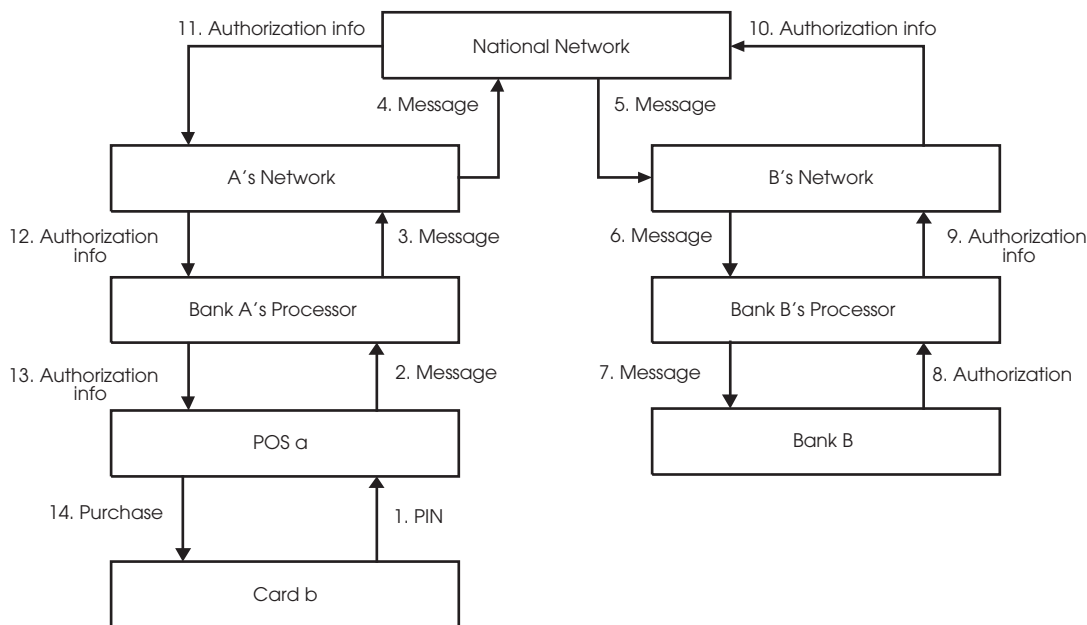 11. Authorization info
National Network
10. Authorization info
4. Message
5. Message
A's Network
B's Network
12. Authorization
info
3. Message
6. Message
9. Authorization
info
Bank A's Processor
Bank B's Processor
13. Authorization
info
2. Message
7. Message
8. Authorization
POS a
Bank B
14. Purchase
1. PIN
Card b